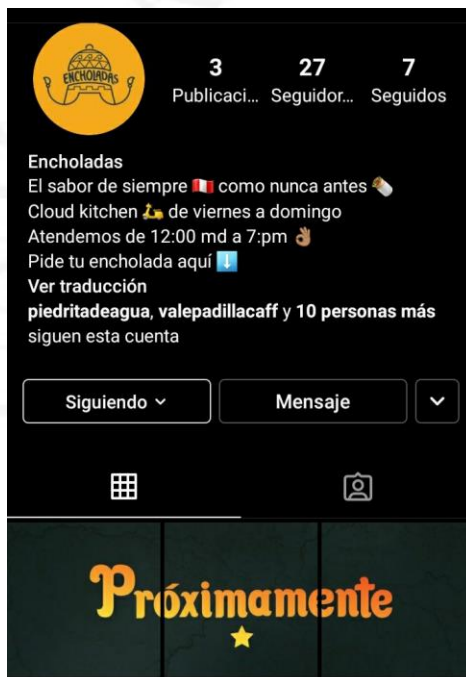 ENCHOLADAS
3 27 7
Publicaci... Seguidor... Seguidos
Encholadas
El sabor de siempre 🇵🇪 como nunca antes 🌯
Cloud kitchen 🛵 de viernes a domingo
Atendemos de 12:00 md a 7:pm 👌🏽
Pide tu encholada aquí ⬇️
Ver traducción
piedritadeagua, valepadillacaff y 10 personas más
siguen esta cuenta
Siguiendo Mensaje
Próximamente